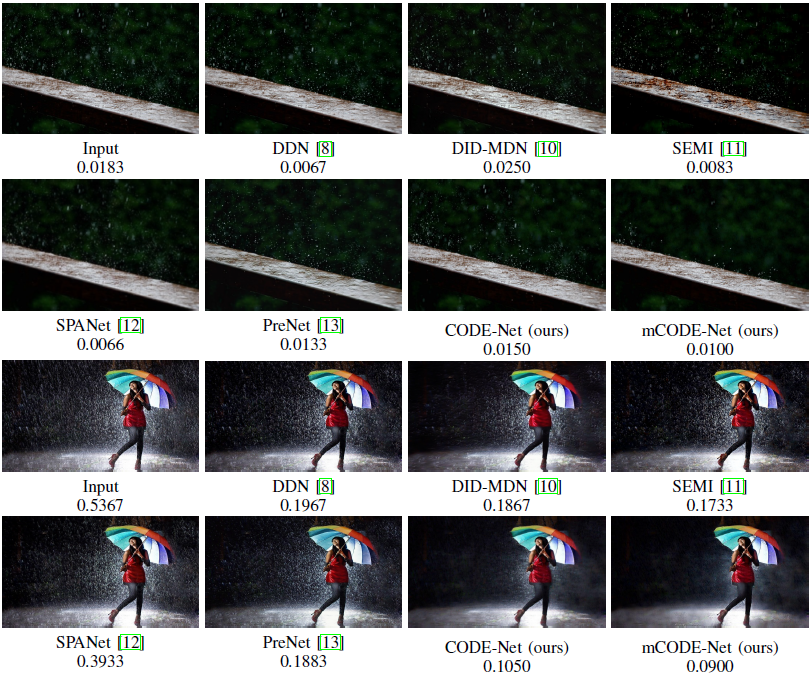 Input
0.0183
DDN [8]
0.0067
DID-MDN [10]
0.0250
SEMI [11]
0.0083
SPANet [12]
0.0066
PreNet [13]
0.0133
CODE-Net (ours)
0.0150
mCODE-Net (ours)
0.0100
Input
0.5367
DDN [8]
0.1967
DID-MDN [10]
0.1867
SEMI [11]
0.1733
SPANet [12]
0.3933
PreNet [13]
0.1883
CODE-Net (ours)
0.1050
mCODE-Net (ours)
0.0900